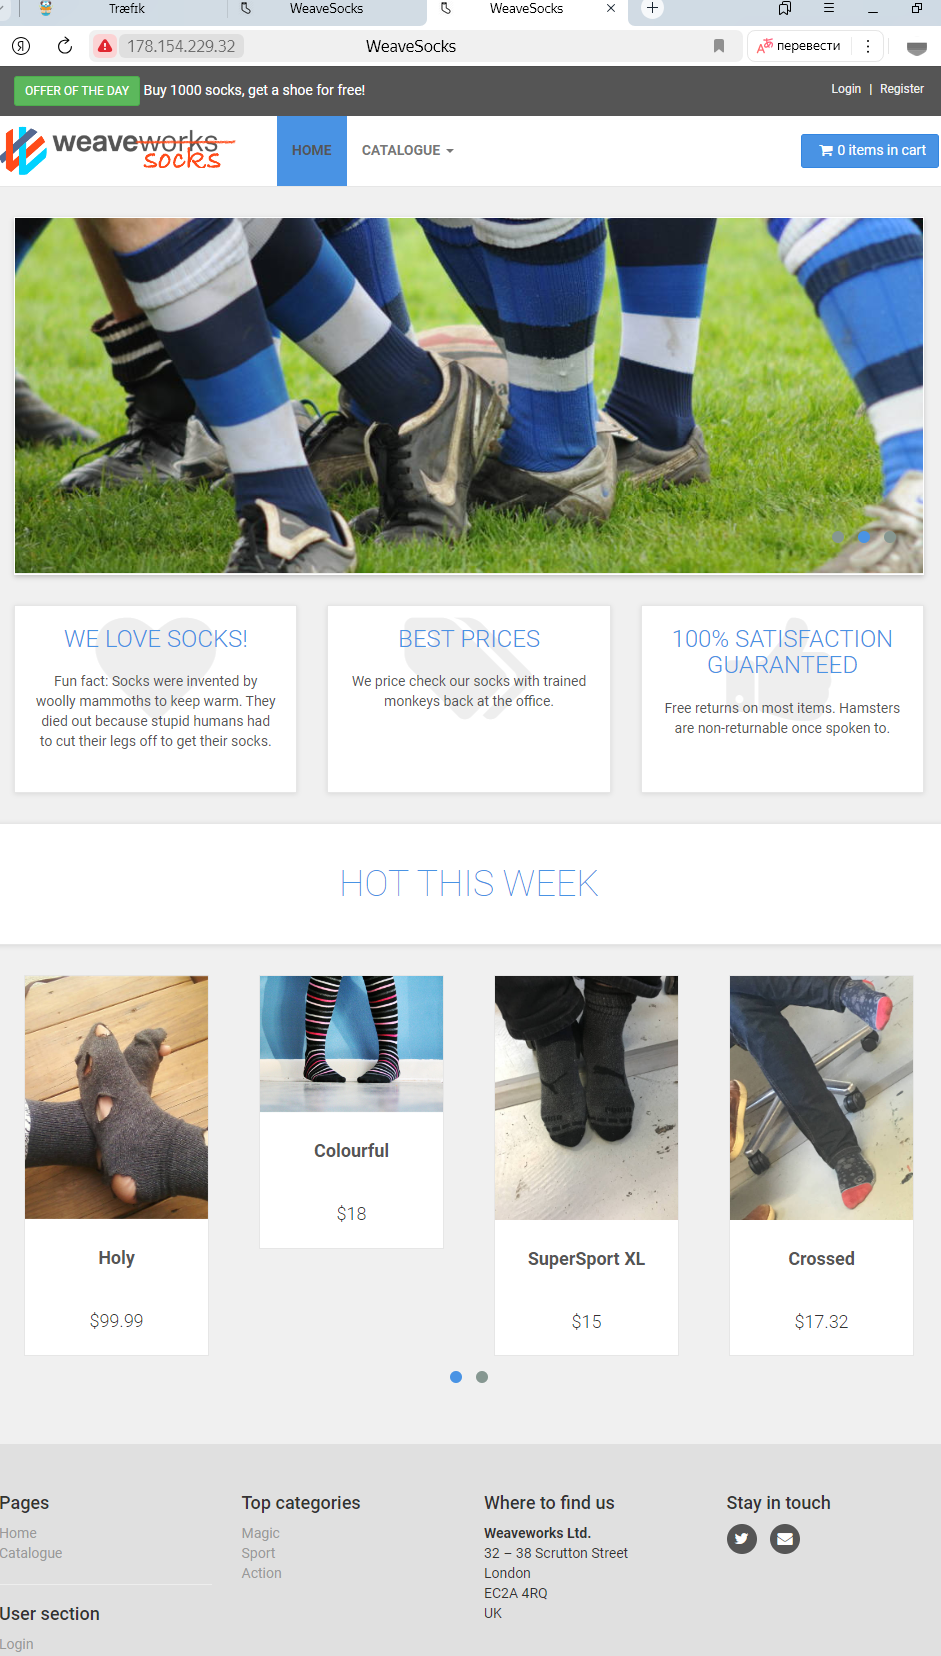 Træfɪk
WeaveSocks
WeaveSocks
178.154.229.32
WeaveSocks
перевести
OFFER OF THE DAY Buy 1000 socks, get a shoe for free!
Login | Register
weaveworks
socks
HOME
CATALOGUE
0 items in cart
WE LOVE SOCKS!
Fun fact: Socks were invented by
woolly mammoths to keep warm. They
died out because stupid humans had
to cut their legs off to get their socks.
BEST PRICES
We price check our socks with trained
monkeys back at the office.
100% SATISFACTION
GUARANTEED
Free returns on most items. Hamsters
are non-returnable once spoken to.
HOT THIS WEEK
Holy
$99.99
Colourful
$18
SuperSport XL
$15
Crossed
$17.32
Pages
Home
Catalogue
User section
Login
Top categories
Magic
Sport
Action
Where to find us
Weaveworks Ltd.
32 – 38 Scrutton Street
London
EC2A 4RQ
UK
Stay in touch